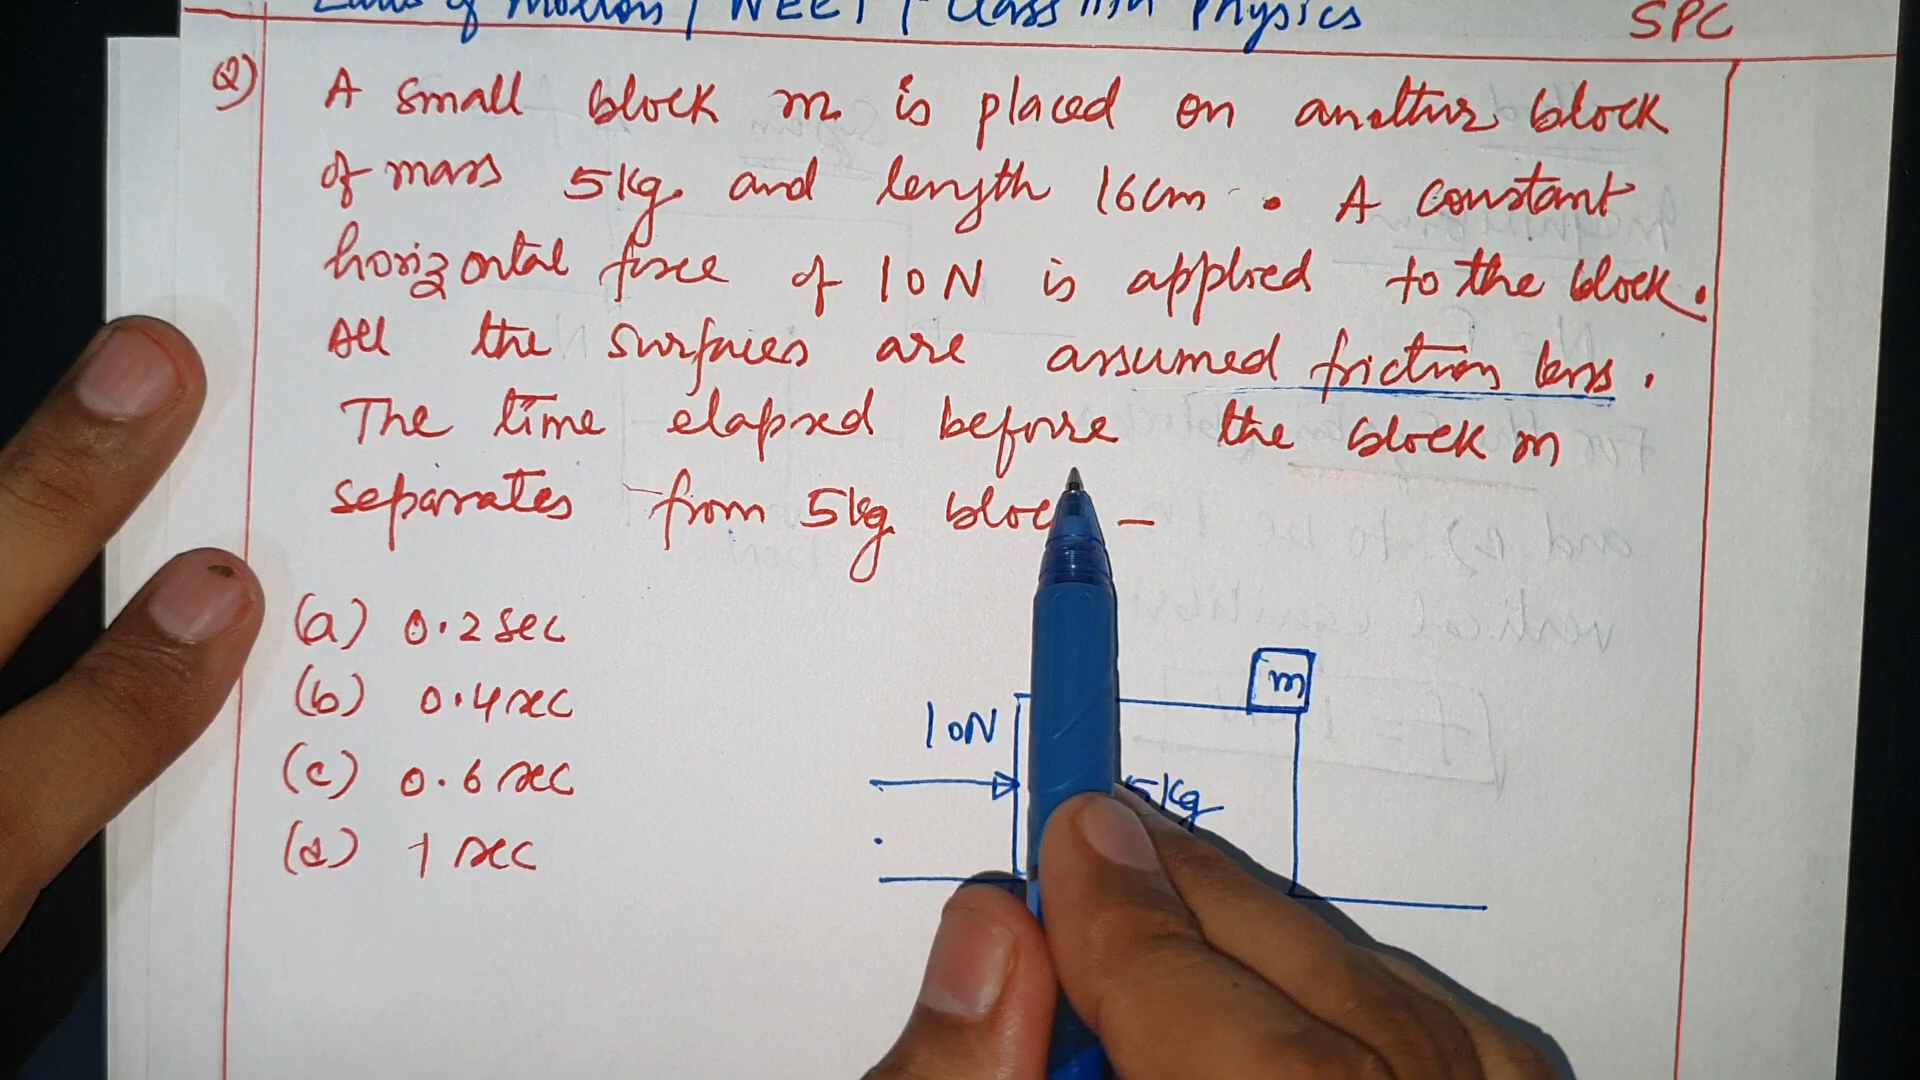 Laws of Motion / NEET / Class 11th Physics
SPC
Q) A small block m is placed on another block
of mass 5kg and length 16cm. A constant
horizontal force of 10N is applied to the block.
All the surfaces are assumed friction less.
The time elapsed before the block m
separates from 5kg block -
(a) 0.2 sec
(b) 0.4 sec
(c) 0.6 sec
(d) 1 sec
m
10N
5kg